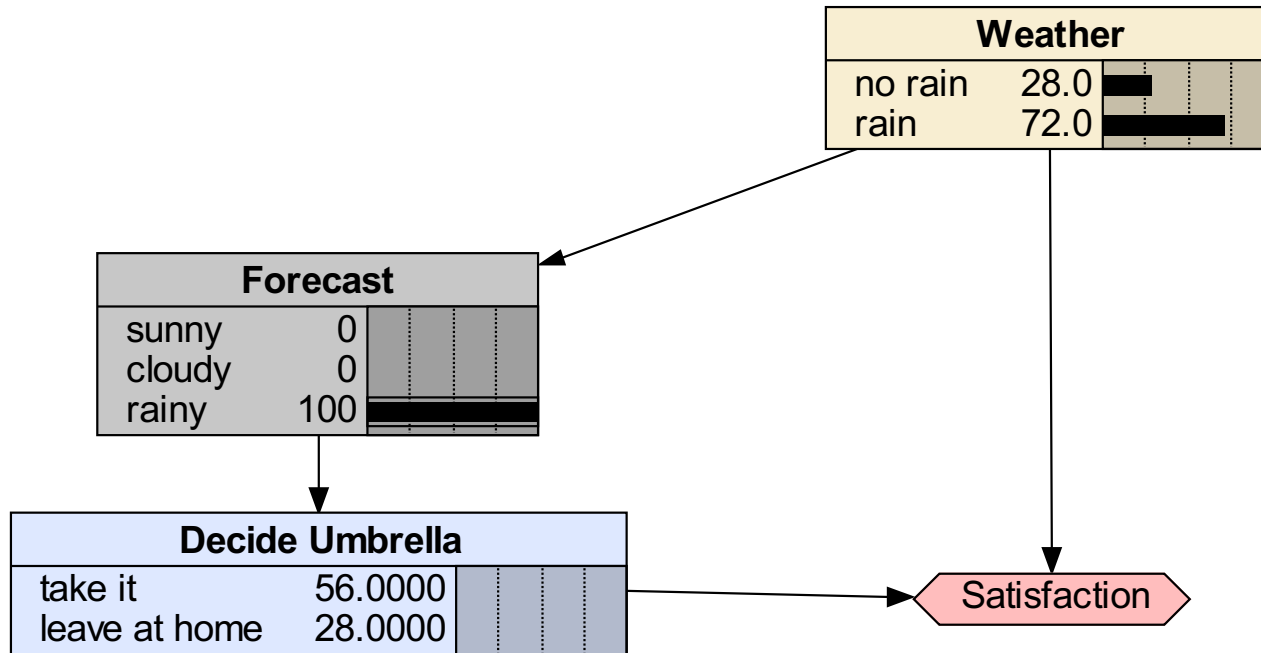 Weather
no rain 28.0
rain 72.0
Forecast
sunny 0
cloudy 0
rainy 100
Decide Umbrella
take it 56.0000
leave at home 28.0000
Satisfaction